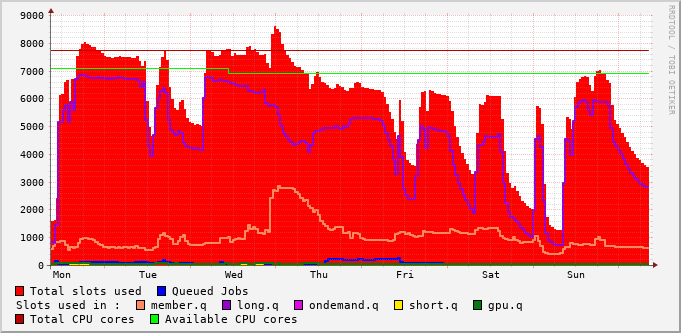 9000
8000
7000
6000
5000
4000
3000
2000
1000
0
Mon Tue Wed Thu Fri Sat Sun
RRDTOOL / TOBI OETIKER
Total slots used Queued Jobs
Slots used in : member.q long.q ondemand.q short.q gpu.q
Total CPU cores Available CPU cores